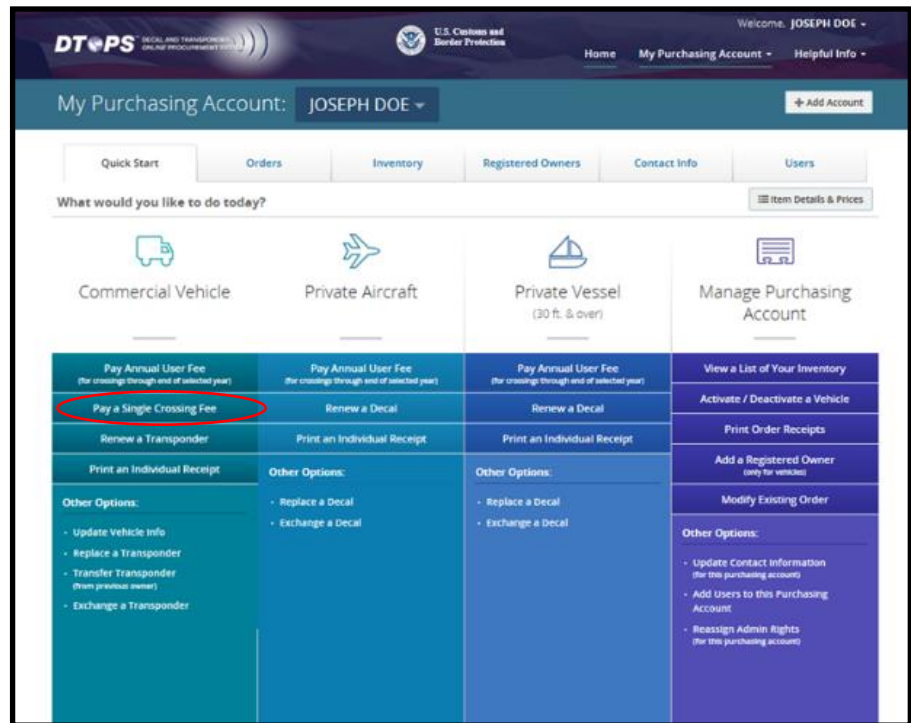 Welcome, JOSEPH DOE
DTOPS DECAL AND TRANSPONDER
ONLINE PROCUREMENT
U.S. Customs and
Border Protection
Home My Purchasing Account Helpful Info
My Purchasing Account: JOSEPH DOE
+ Add Account
Quick Start Orders Inventory Registered Owners Contact Info Users
What would you like to do today?
Item Details & Prices
Commercial Vehicle
Pay Annual User Fee
(for crossings through end of selected year)
Pay a Single Crossing Fee
Renew a Transponder
Print an Individual Receipt
Other Options:
- Update Vehicle Info
- Replace a Transponder
- Transfer Transponder
(from previous owner)
- Exchange a Transponder
Private Aircraft
Pay Annual User Fee
(for crossings through end of selected year)
Renew a Decal
Print an Individual Receipt
Other Options:
- Replace a Decal
- Exchange a Decal
Private Vessel
(30 ft. & over)
Pay Annual User Fee
(for crossings through end of selected year)
Renew a Decal
Print an Individual Receipt
Other Options:
- Replace a Decal
- Exchange a Decal
Manage Purchasing
Account
View a List of Your Inventory
Activate / Deactivate a Vehicle
Print Order Receipts
Add a Registered Owner
(only for vehicles)
Modify Existing Order
Other Options:
- Update Contact Information
(for this purchasing account)
- Add Users to this Purchasing
Account
- Reassign Admin Rights
(for this purchasing account)